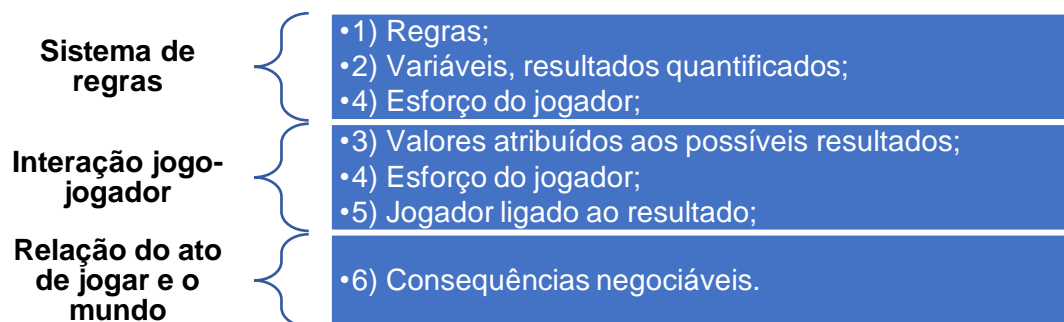 Sistema de
regras
•1) Regras;
•2) Variáveis, resultados quantificados;
•4) Esforço do jogador;
Interação jogo-
jogador
•3) Valores atribuídos aos possíveis resultados;
•4) Esforço do jogador;
•5) Jogador ligado ao resultado;
Relação do ato
de jogar e o
mundo
•6) Consequências negociáveis.